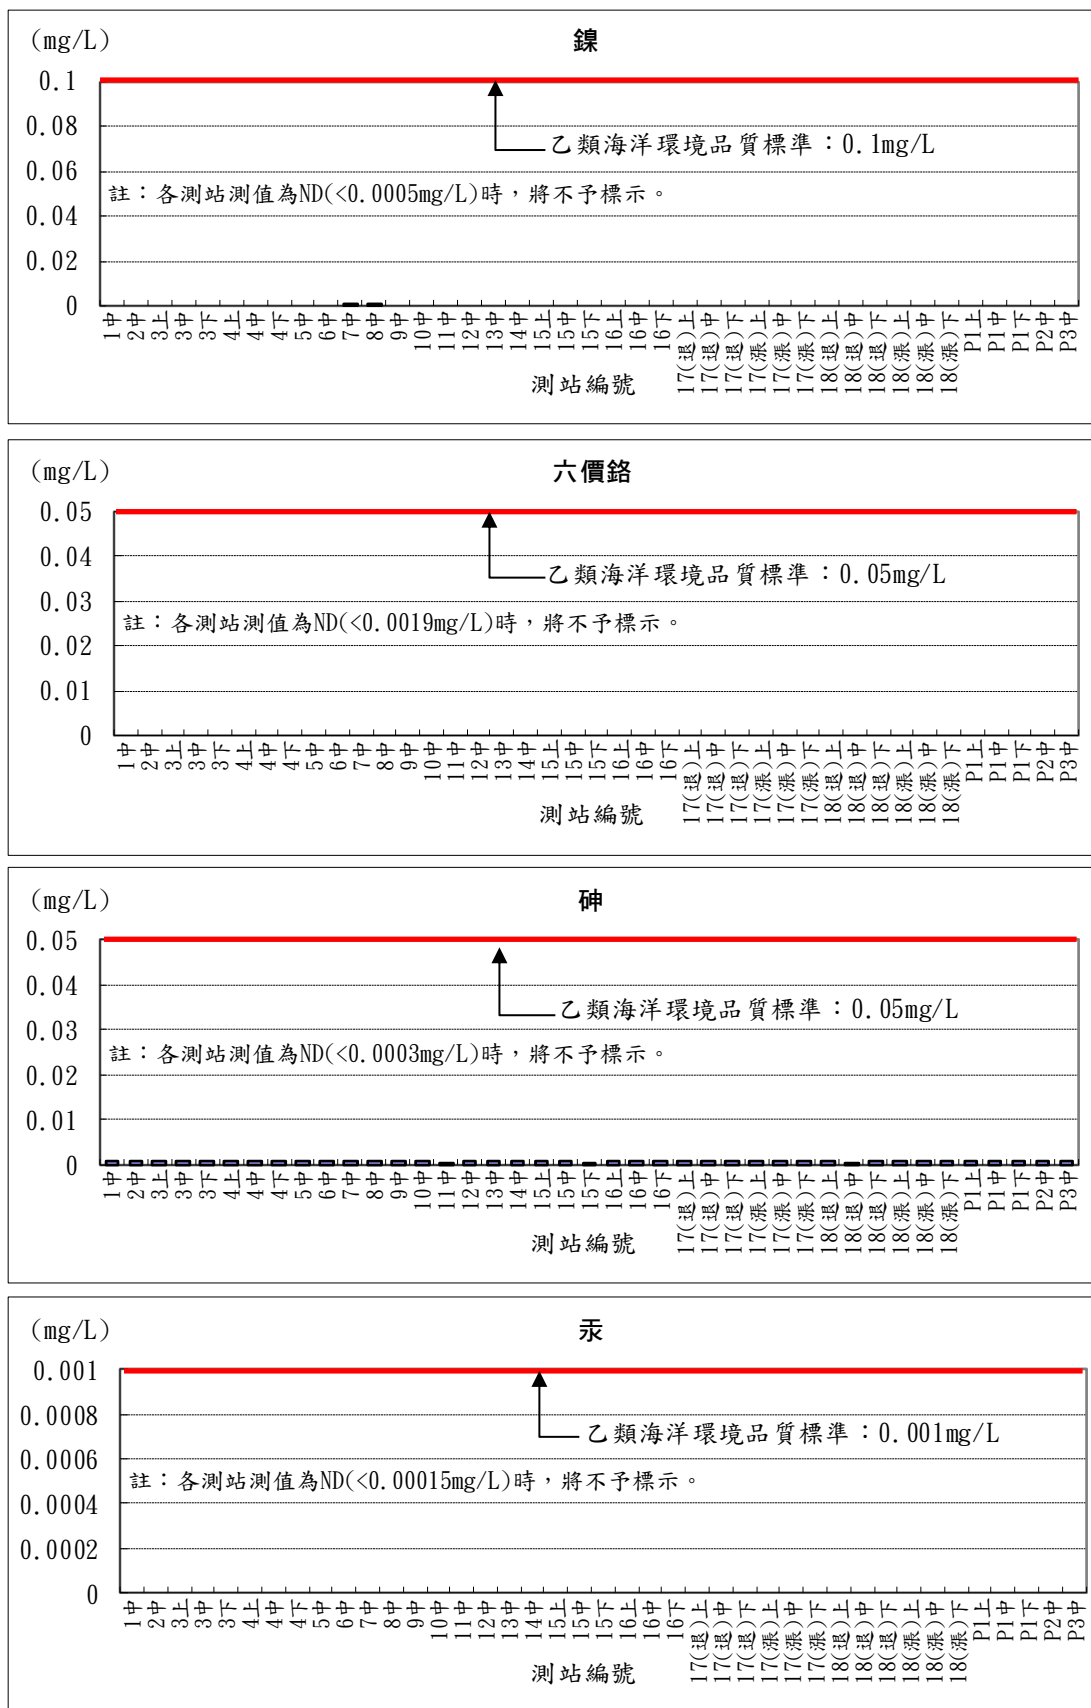 (mg/L)
鎳
0.1
0.08
0.06
0.04
0.02
0
乙類海洋環境品質標準：0.1mg/L
註：各測站測值為ND(<0.0005mg/L)時，將不予標示。
1中 2中 3上 3中 3下 4上 4中 4下 5中 6中 7中 8中 9中 10中 11中 12中 13中 14中 15上 15中 15下 16上 16中 16下 17(退)上 17(退)中 17(退)下 17(漲)上 17(漲)中 17(漲)下 18(退)上 18(退)中 18(退)下 18(漲)上 18(漲)中 18(漲)下 P1上 P1中 P1下 P2中 P3中
測站編號
(mg/L)
六價鉻
0.05
0.04
0.03
0.02
0.01
0
乙類海洋環境品質標準：0.05mg/L
註：各測站測值為ND(<0.0019mg/L)時，將不予標示。
1中 2中 3上 3中 3下 4上 4中 4下 5中 6中 7中 8中 9中 10中 11中 12中 13中 14中 15上 15中 15下 16上 16中 16下 17(退)上 17(退)中 17(退)下 17(漲)上 17(漲)中 17(漲)下 18(退)上 18(退)中 18(退)下 18(漲)上 18(漲)中 18(漲)下 P1上 P1中 P1下 P2中 P3中
測站編號
(mg/L)
砷
0.05
0.04
0.03
0.02
0.01
0
乙類海洋環境品質標準：0.05mg/L
註：各測站測值為ND(<0.0003mg/L)時，將不予標示。
1中 2中 3上 3中 3下 4上 4中 4下 5中 6中 7中 8中 9中 10中 11中 12中 13中 14中 15上 15中 15下 16上 16中 16下 17(退)上 17(退)中 17(退)下 17(漲)上 17(漲)中 17(漲)下 18(退)上 18(退)中 18(退)下 18(漲)上 18(漲)中 18(漲)下 P1上 P1中 P1下 P2中 P3中
測站編號
(mg/L)
汞
0.001
0.0008
0.0006
0.0004
0.0002
0
乙類海洋環境品質標準：0.001mg/L
註：各測站測值為ND(<0.00015mg/L)時，將不予標示。
1中 2中 3上 3中 3下 4上 4中 4下 5中 6中 7中 8中 9中 10中 11中 12中 13中 14中 15上 15中 15下 16上 16中 16下 17(退)上 17(退)中 17(退)下 17(漲)上 17(漲)中 17(漲)下 18(退)上 18(退)中 18(退)下 18(漲)上 18(漲)中 18(漲)下 P1上 P1中 P1下 P2中 P3中
測站編號